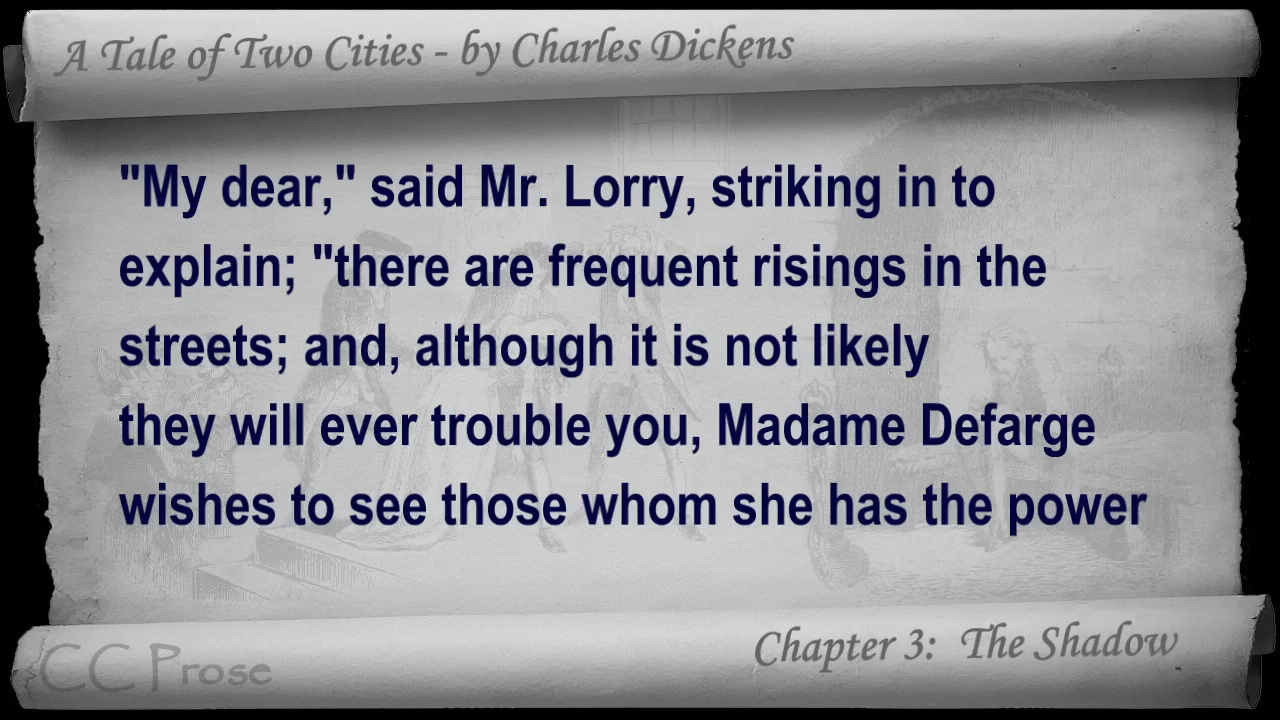 A Tale of Two Cities - by Charles Dickens
"My dear," said Mr. Lorry, striking in to
explain; "there are frequent risings in the
streets; and, although it is not likely
they will ever trouble you, Madame Defarge
wishes to see those whom she has the power
Chapter 3: The Shadow
CC Prose